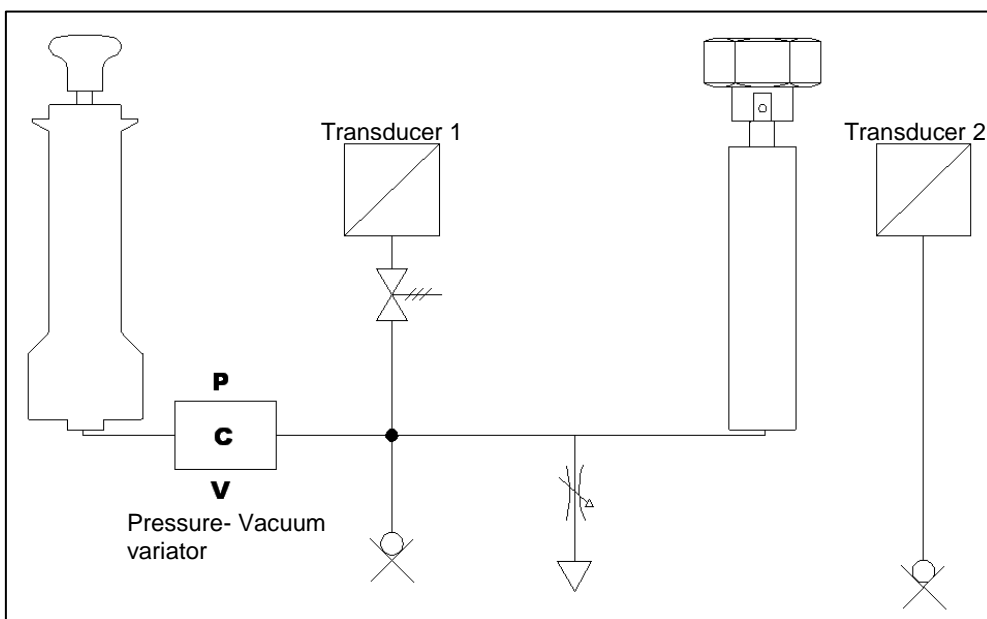 Transducer 1
Transducer 2
P
C
V
Pressure- Vacuum
variator